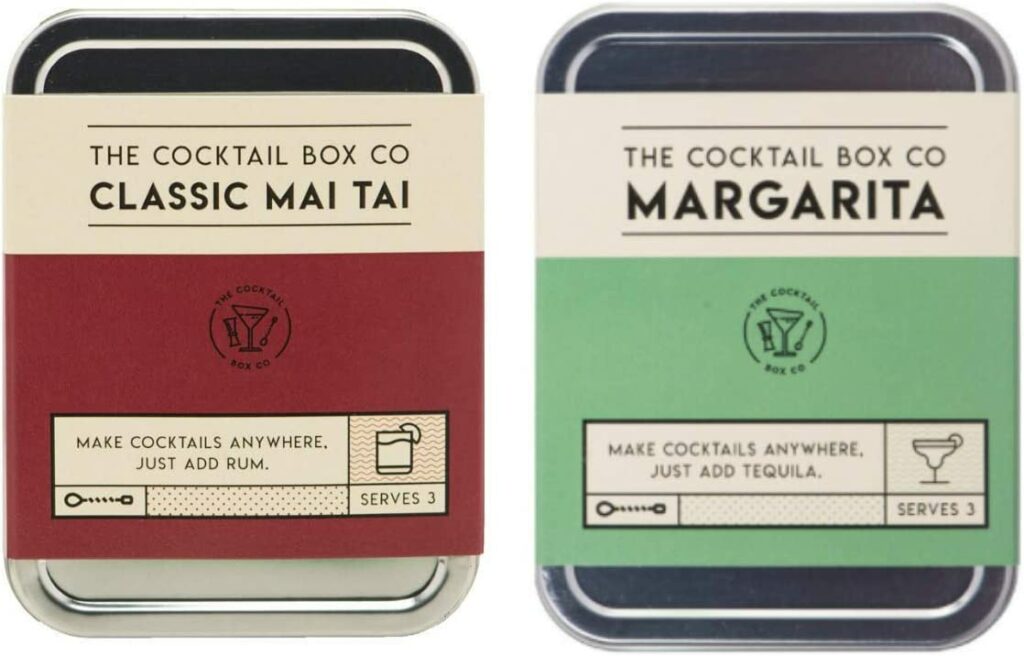 THE COCKTAIL BOX CO
CLASSIC MAI TAI
THE COCKTAIL
BOX CO
MAKE COCKTAILS ANYWHERE,
JUST ADD RUM.
SERVES 3
THE COCKTAIL BOX CO
MARGARITA
THE COCKTAIL
BOX CO
MAKE COCKTAILS ANYWHERE,
JUST ADD TEQUILA.
SERVES 3